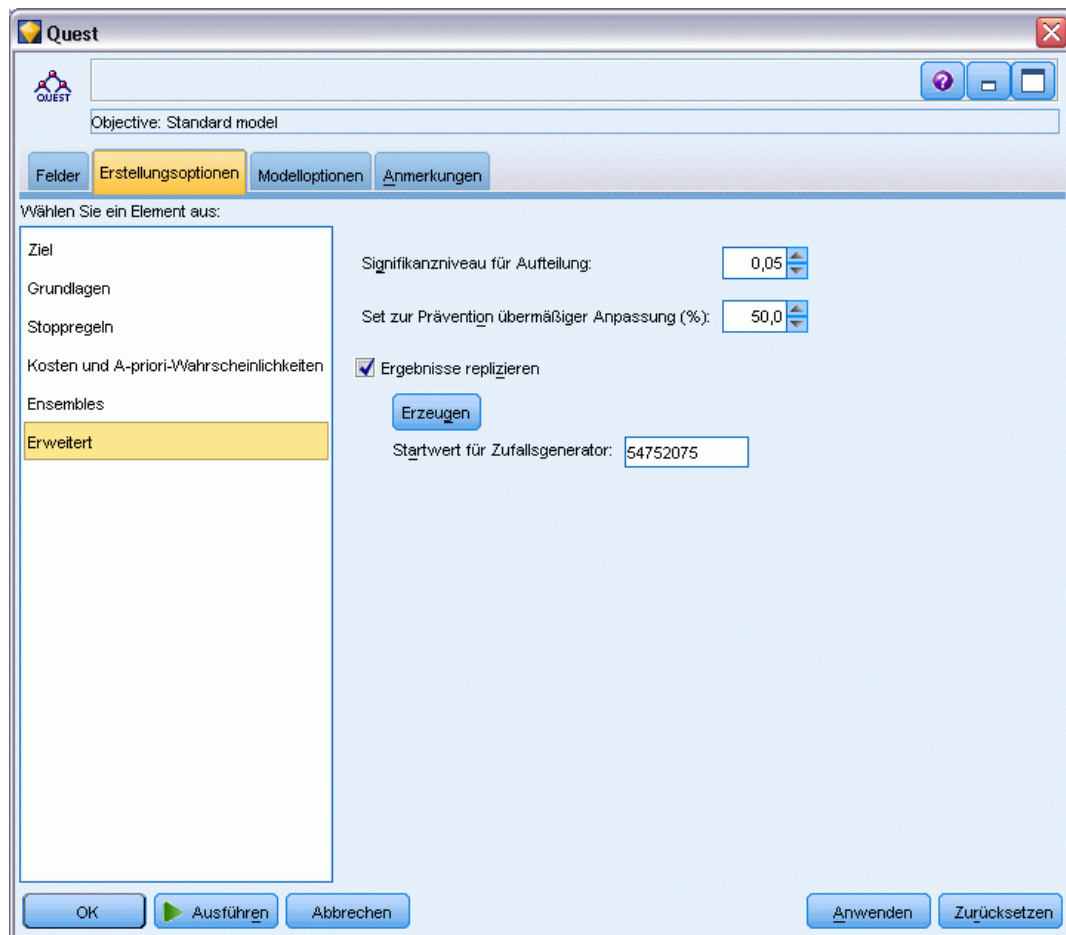 Quest
QUEST
Objective: Standard model
Felder Erstellungsoptionen Modelloptionen Anmerkungen
Wählen Sie ein Element aus:
Ziel
Grundlagen
Stoppregeln
Kosten und A-priori-Wahrscheinlichkeiten
Ensembles
Erweitert
Signifikanzniveau für Aufteilung: 0,05
Set zur Prävention übermäßiger Anpassung (%): 50,0
Ergebnisse replizieren
Erzeugen
Startwert für Zufallsgenerator: 54752075
OK Ausführen Abbrechen Anwenden Zurücksetzen